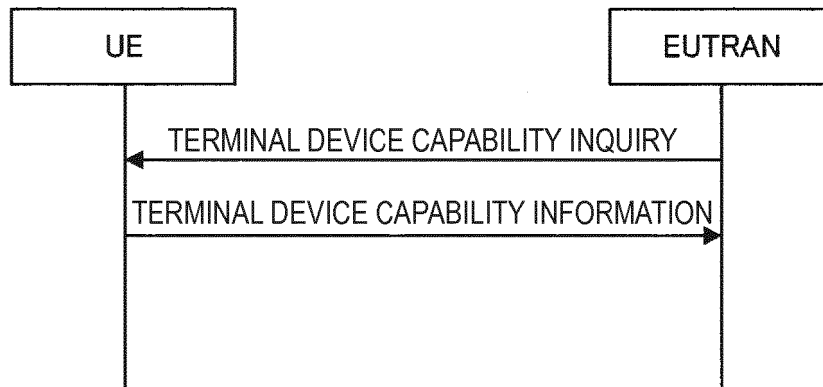 UE
EUTRAN
TERMINAL DEVICE CAPABILITY INQUIRY
TERMINAL DEVICE CAPABILITY INFORMATION